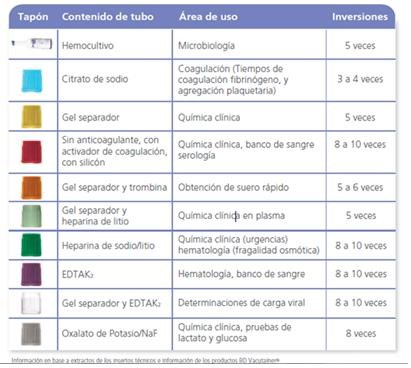 Tapón Contenido de tubo Área de uso Inversiones
Hemocultivo Microbiología 5 veces
Citrato de sodio Coagulación (Tiempos de coagulación fibrinógeno, y agregación plaquetaria) 3 a 4 veces
Gel separador Química clínica 5 veces
Sin anticoagulante, con activador de coagulación, con silicón Química clínica, banco de sangre serología 8 a 10 veces
Gel separador y trombina Obtención de suero rápido 5 a 6 veces
Gel separador y heparina de litio Química clínica en plasma 5 veces
Heparina de sodio/litio Química clínica (urgencias) hematología (fragalidad osmótica) 8 a 10 veces
EDTAK₂ Hematología, banco de sangre 8 a 10 veces
Gel separador y EDTAK₂ Determinaciones de carga viral 8 a 10 veces
Oxalato de Potasio/NaF Química clínica, pruebas de lactato y glucosa 8 veces
Información en base a extractos de los insertos técnicos e información de los productos BD Vacutainer®